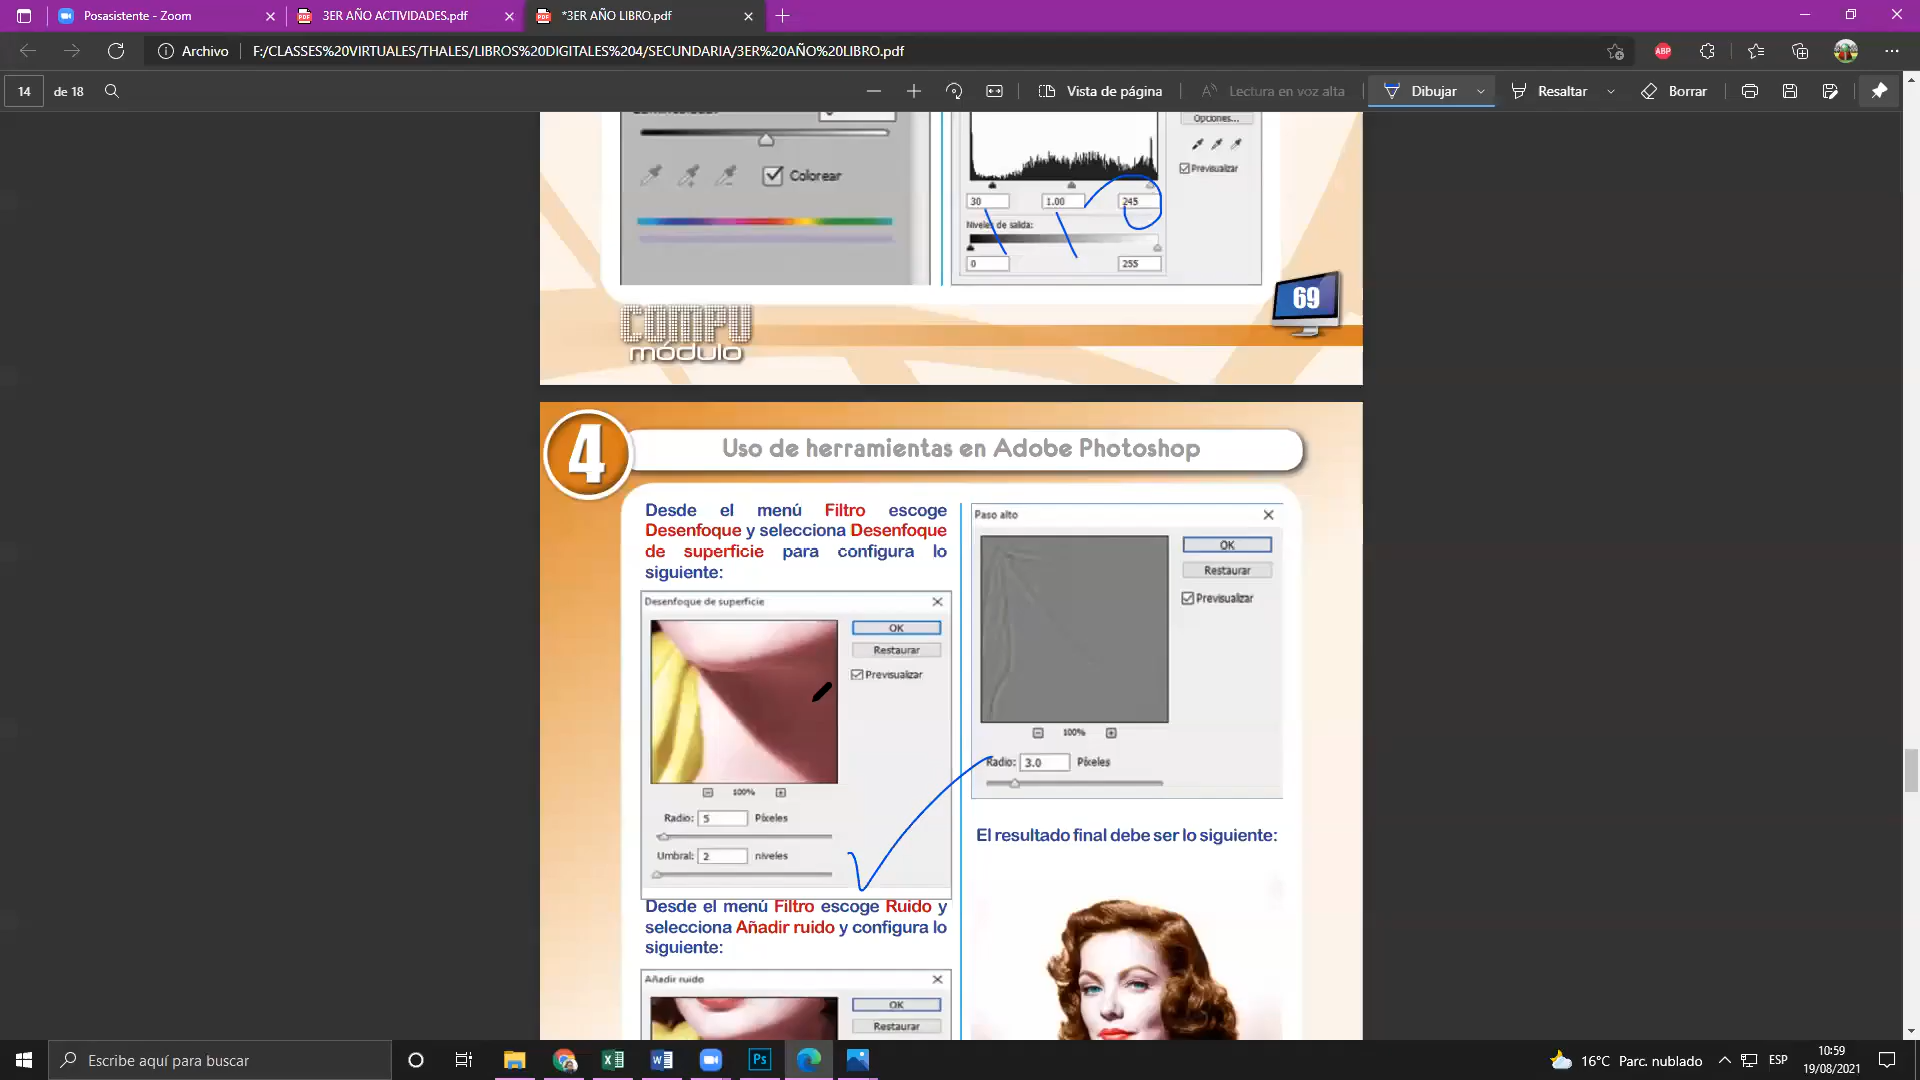 Posasistente - Zoom
3ER AÑO ACTIVIDADES.pdf
*3ER AÑO LIBRO.pdf
Archivo
F:/CLASSES%20VIRTUALES/THALES/LIBROS%20DIGITALES%204/SECUNDARIA/3ER%20AÑO%20LIBRO.pdf
ABP
14 de 18
Vista de página
Lectura en voz alta
Dibujar
Resaltar
Borrar
Colorear
Opciones...
Previsualizar
30 1.00 245
Niveles de salida:
0 255
69
COMPU
módulo
4
Uso de herramientas en Adobe Photoshop
Desde el menú Filtro escoge
Desenfoque y selecciona Desenfoque
de superficie para configura lo
siguiente:
Desenfoque de superficie
OK
Restaurar
Previsualizar
100%
Radio: 5 Píxeles
Umbral: 2 niveles
Desde el menú Filtro escoge Ruido y
selecciona Añadir ruido y configura lo
siguiente:
Añadir ruido
OK
Restaurar
Paso alto
OK
Restaurar
Previsualizar
100%
Radio: 3.0 Píxeles
El resultado final debe ser lo siguiente:
Escribe aquí para buscar
Ps
16°C Parc. nublado
ESP
10:59
19/08/2021